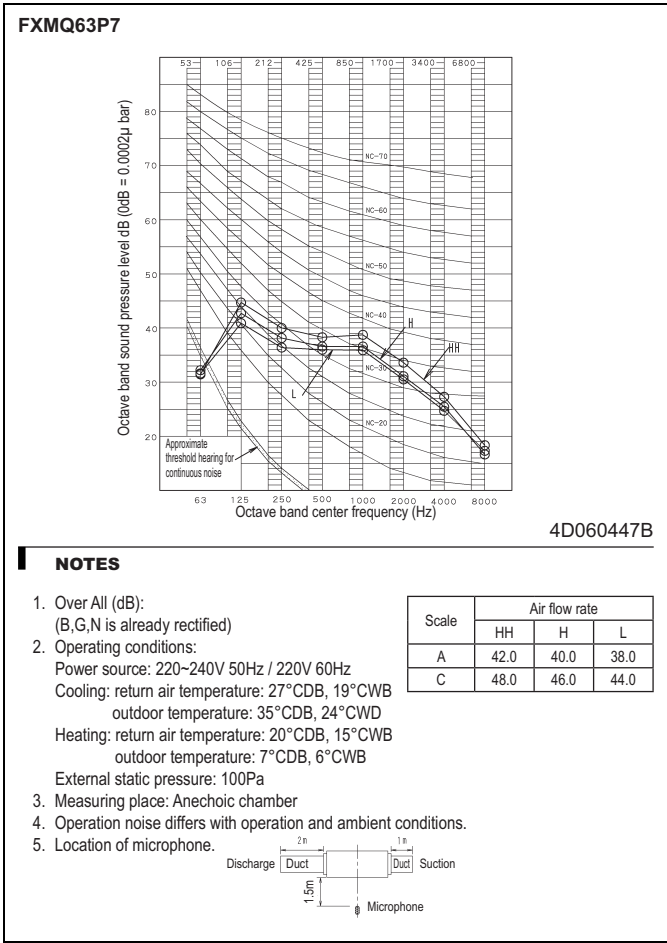 FXMQ63P7
53 106 212 425 850 1700 3400 6800
Octave band sound pressure level dB (0dB = 0.0002µ bar)
80
70
60
50
40
30
20
NC-70
NC-60
NC-50
NC-40
NC-30
NC-20
H
HH
L
Approximate
threshold hearing for
continuous noise
63 125 250 500 1000 2000 4000 8000
Octave band center frequency (Hz)
4D060447B
NOTES
1. Over All (dB):
(B,G,N is already rectified)
2. Operating conditions:
Power source: 220~240V 50Hz / 220V 60Hz
Cooling: return air temperature: 27°CDB, 19°CWB
outdoor temperature: 35°CDB, 24°CWD
Heating: return air temperature: 20°CDB, 15°CWB
outdoor temperature: 7°CDB, 6°CWB
External static pressure: 100Pa
3. Measuring place: Anechoic chamber
4. Operation noise differs with operation and ambient conditions.
5. Location of microphone.
Scale Air flow rate
HH H L
A 42.0 40.0 38.0
C 48.0 46.0 44.0
2m 1m
Discharge Duct Duct Suction
1.5m
Microphone